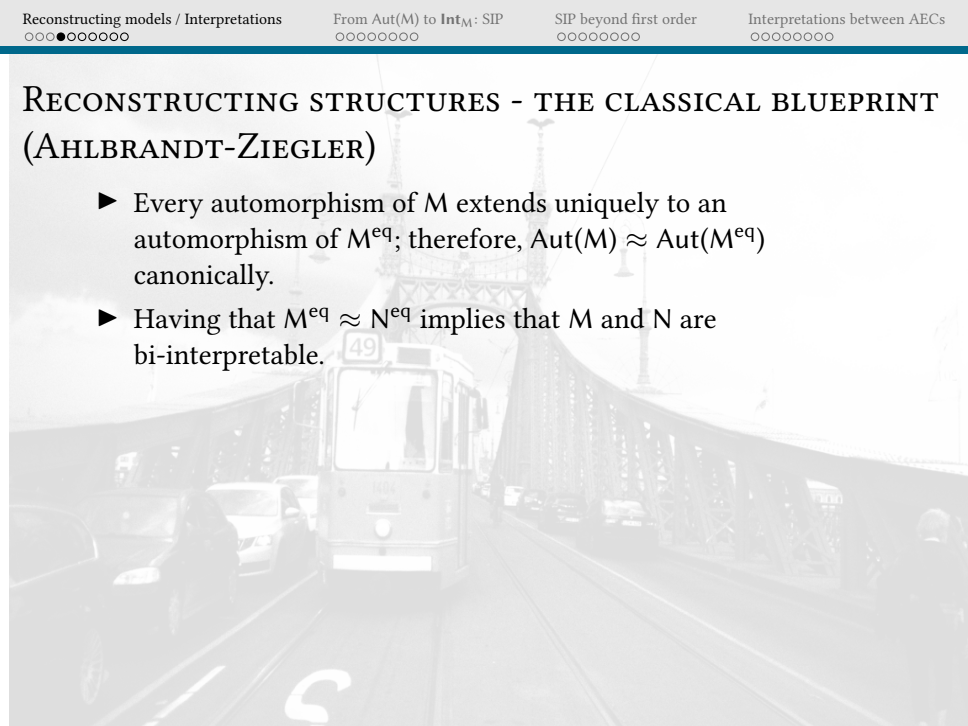 Reconstructing models / Interpretations
From Aut(M) to Int_M: SIP
SIP beyond first order
Interpretations between AECs
Reconstructing structures - the classical blueprint
(Ahlbrandt-Ziegler)
▶ Every automorphism of M extends uniquely to an
automorphism of M^eq; therefore, Aut(M) ≈ Aut(M^eq)
canonically.
▶ Having that M^eq ≈ N^eq implies that M and N are
bi-interpretable.
49